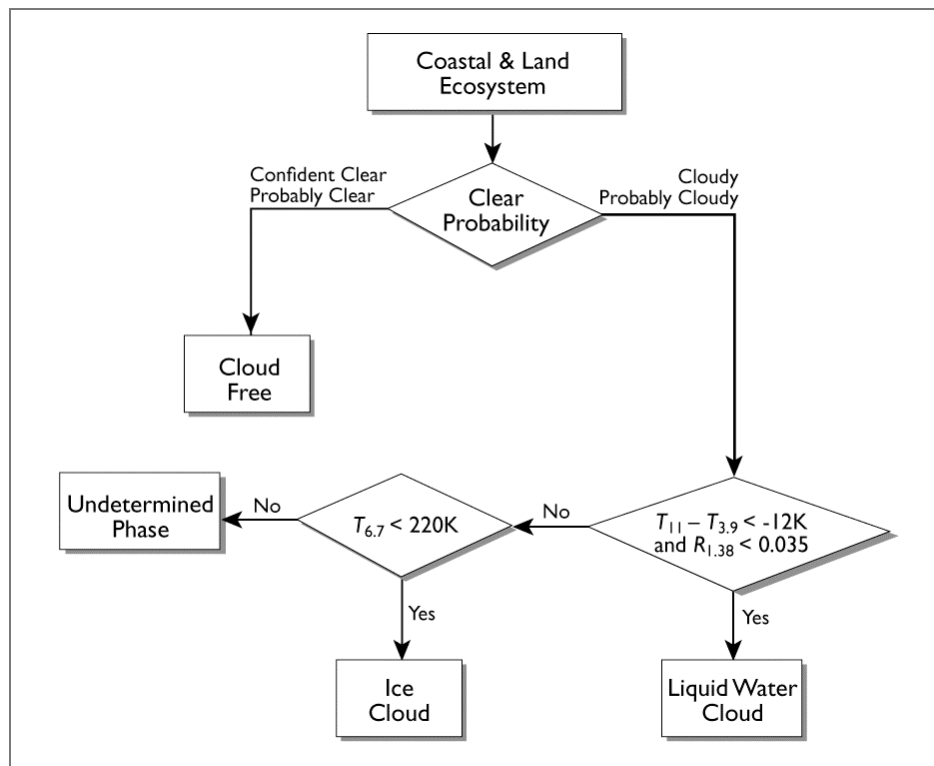 Coastal & Land
Ecosystem
Confident Clear
Probably Clear
Clear
Probability
Cloudy
Probably Cloudy
Cloud
Free
Undetermined
Phase
No
T6.7 < 220K
No
T11 – T3.9 < -12K
and R1.38 < 0.035
Yes
Yes
Ice
Cloud
Liquid Water
Cloud